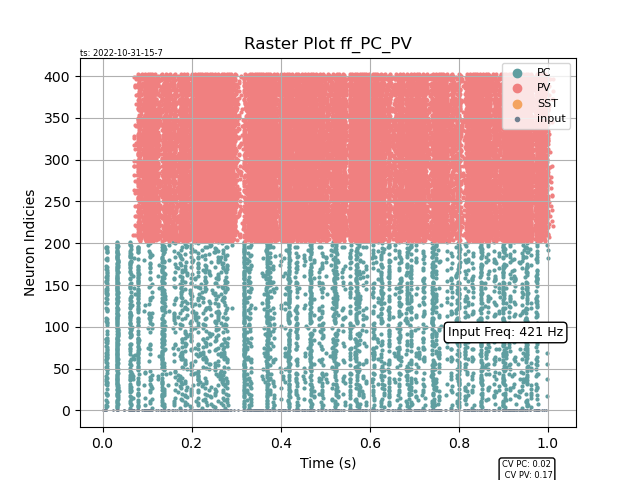 Raster Plot ff_PC_PV
ts: 2022-10-31-15-7
PC
PV
SST
input
400
350
300
250
200
150
100
50
0
Neuron Indicies
Input Freq: 421 Hz
0.0 0.2 0.4 0.6 0.8 1.0
Time (s)
CV PC: 0.02
CV PV: 0.17